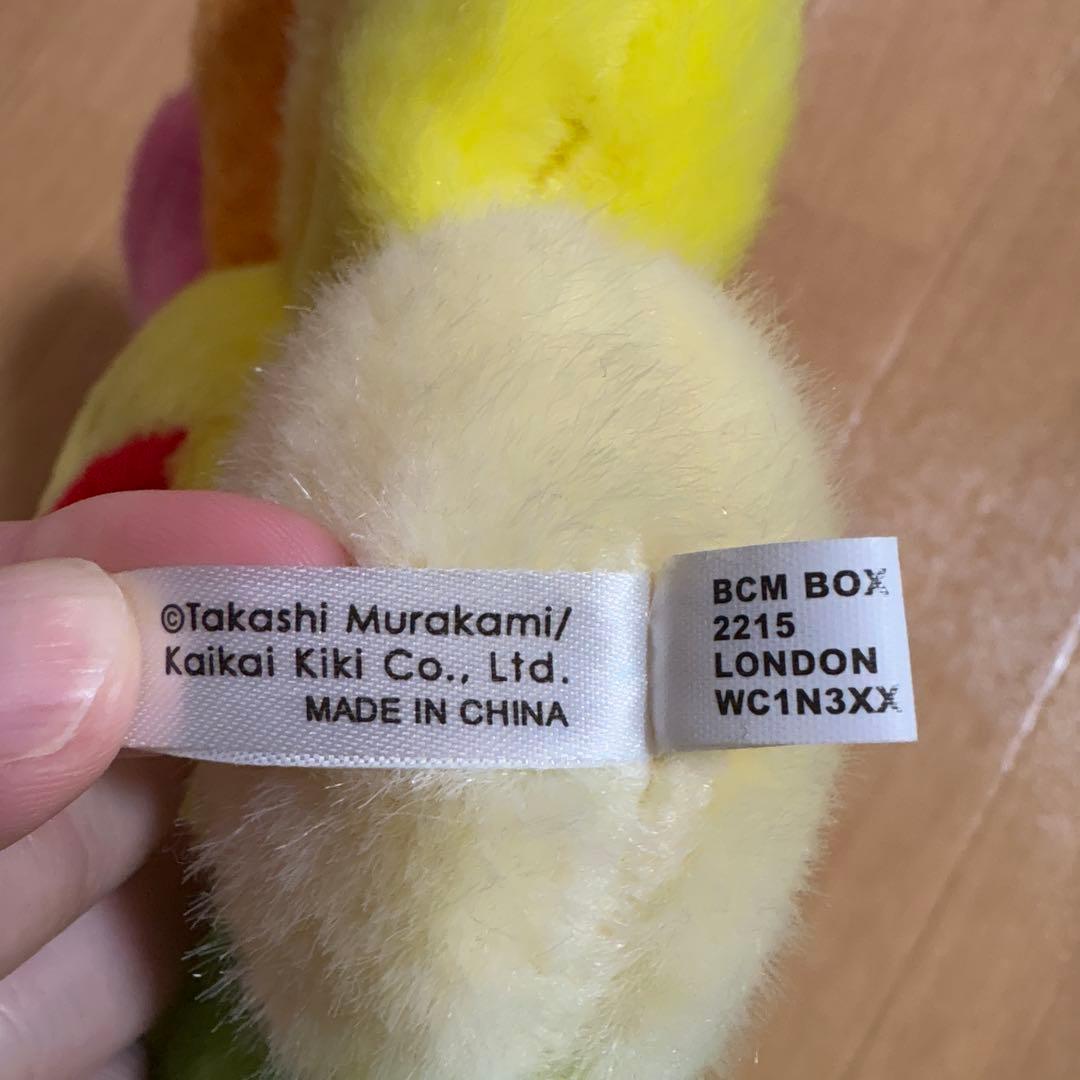 ©Takashi Murakami/
Kaikai Kiki Co., Ltd.
MADE IN CHINA
BCM BOX
2215
LONDON
WC1N3XX